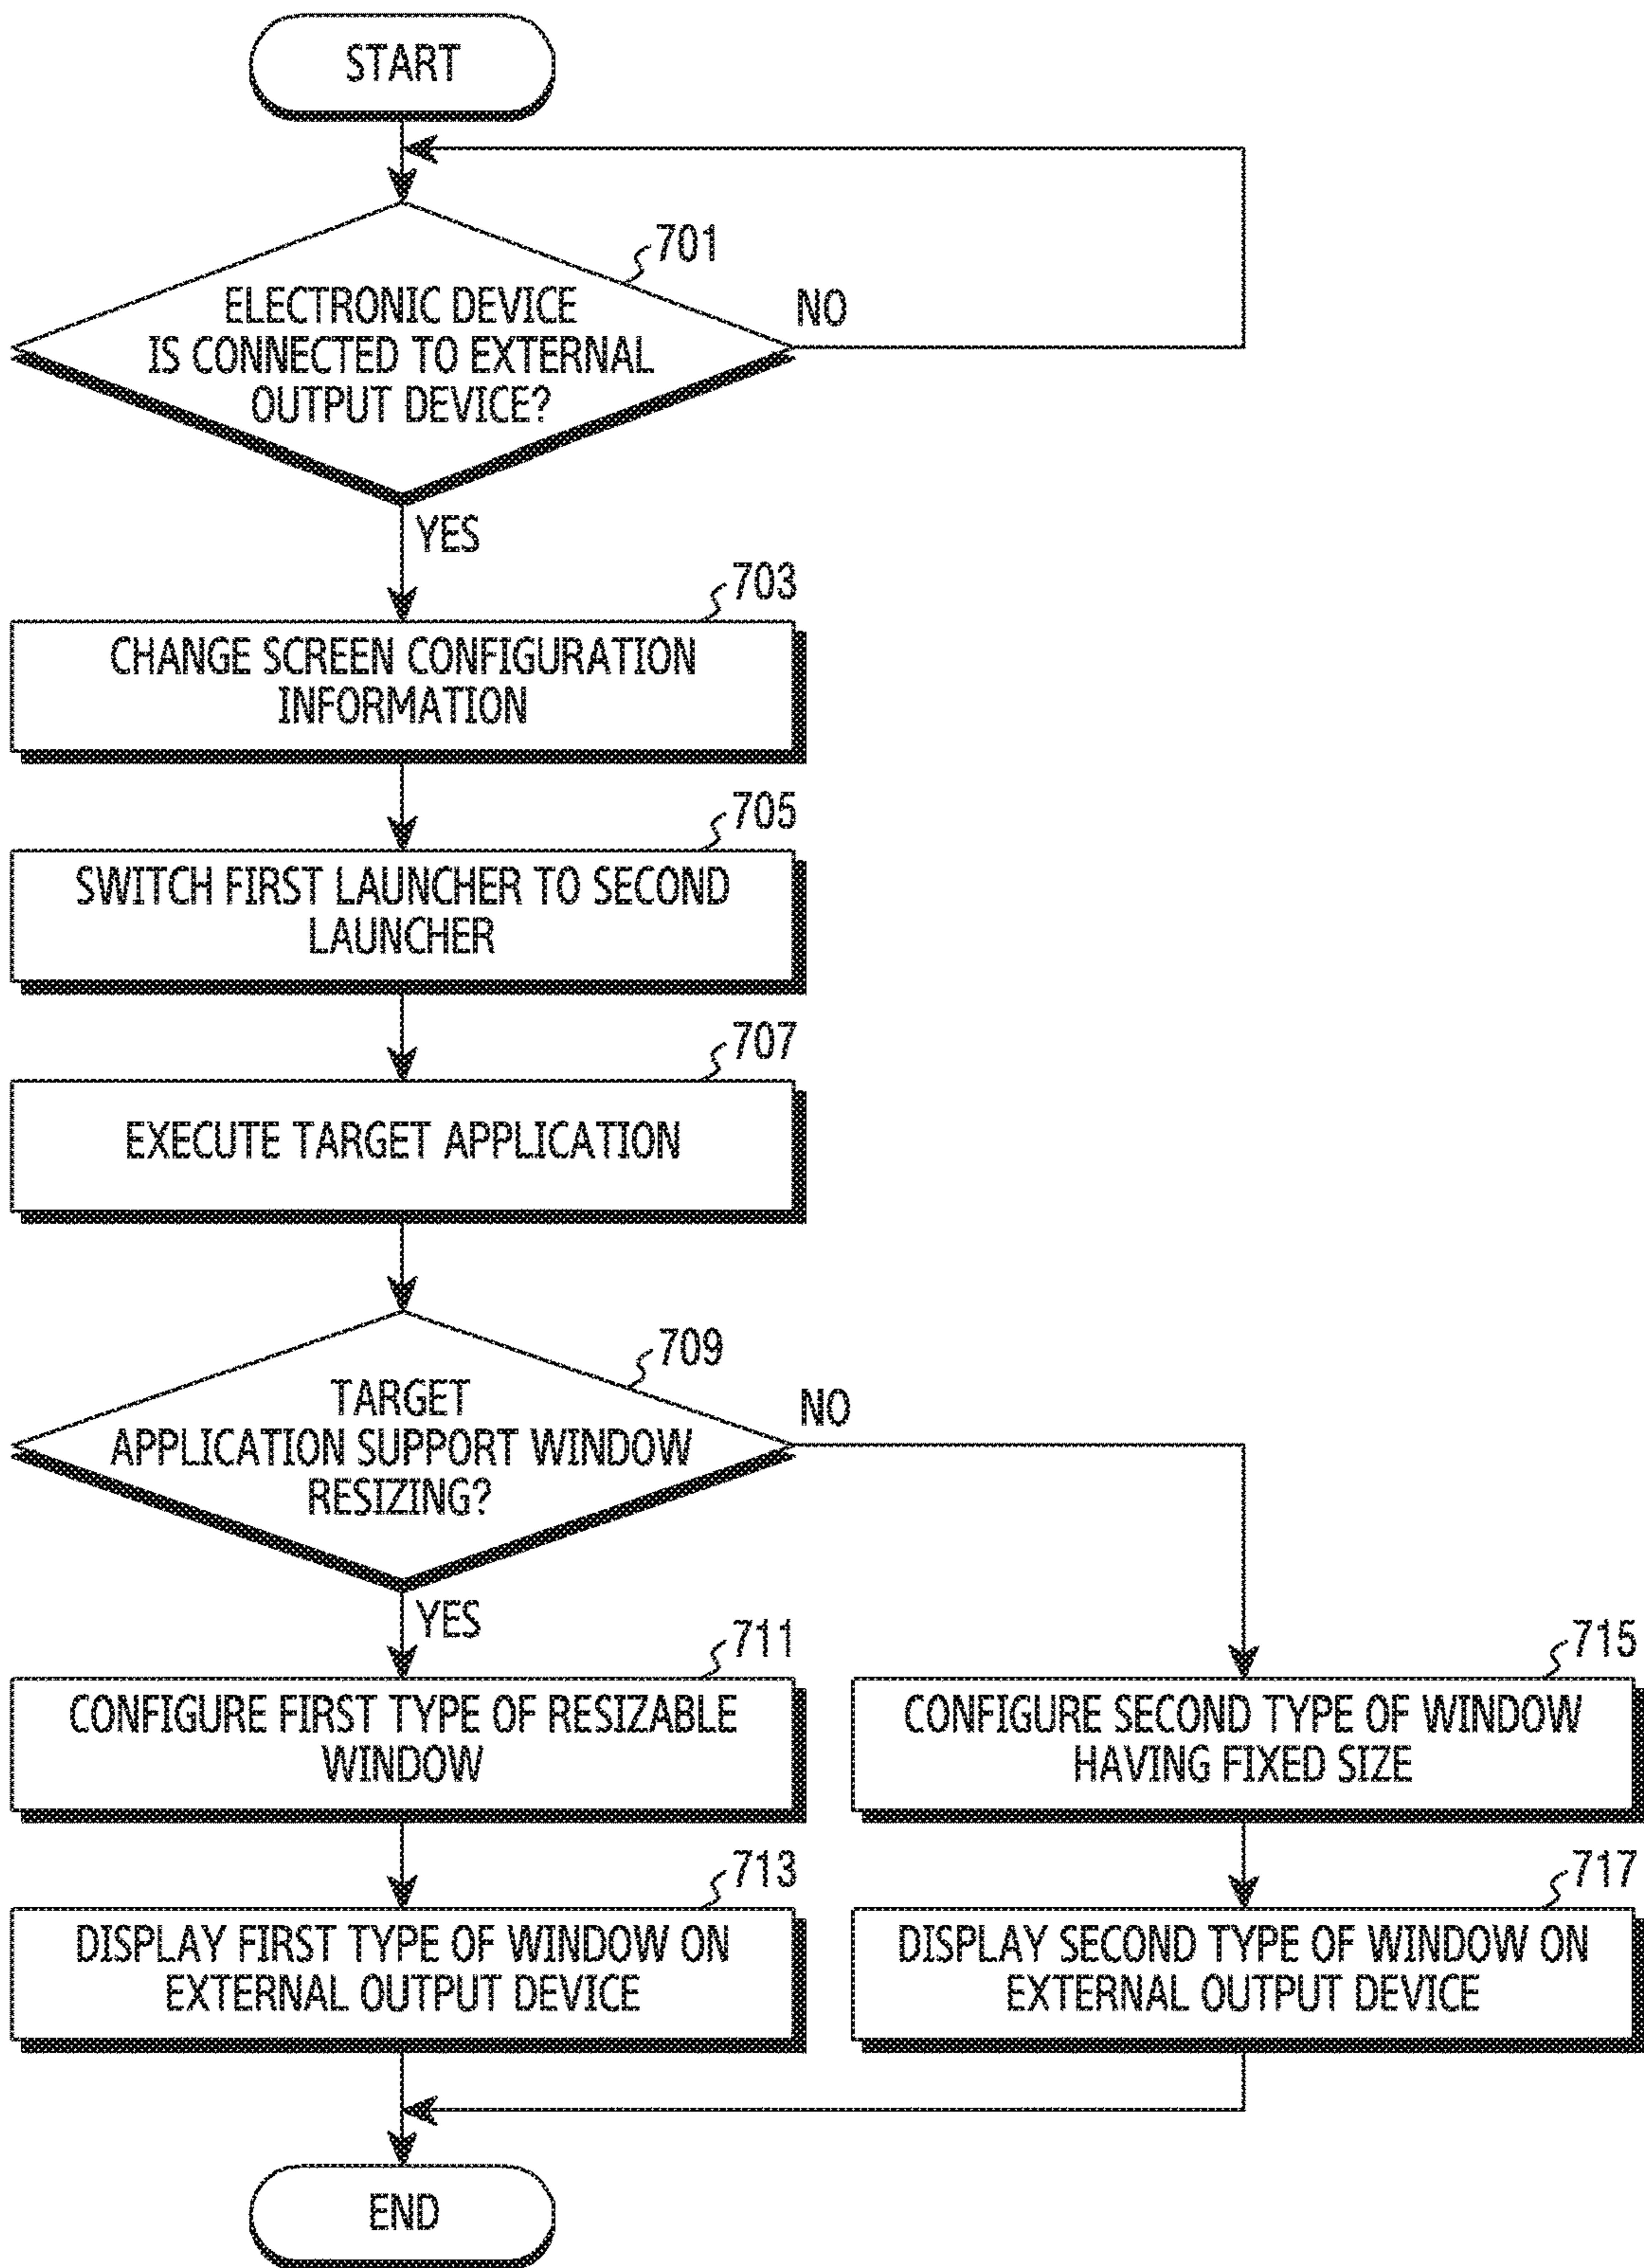 START
701
ELECTRONIC DEVICE
IS CONNECTED TO EXTERNAL
OUTPUT DEVICE?
NO
YES
703
CHANGE SCREEN CONFIGURATION
INFORMATION
705
SWITCH FIRST LAUNCHER TO SECOND
LAUNCHER
707
EXECUTE TARGET APPLICATION
709
TARGET
APPLICATION SUPPORT WINDOW
RESIZING?
NO
YES
711
CONFIGURE FIRST TYPE OF RESIZABLE
WINDOW
715
CONFIGURE SECOND TYPE OF WINDOW
HAVING FIXED SIZE
713
DISPLAY FIRST TYPE OF WINDOW ON
EXTERNAL OUTPUT DEVICE
717
DISPLAY SECOND TYPE OF WINDOW ON
EXTERNAL OUTPUT DEVICE
END